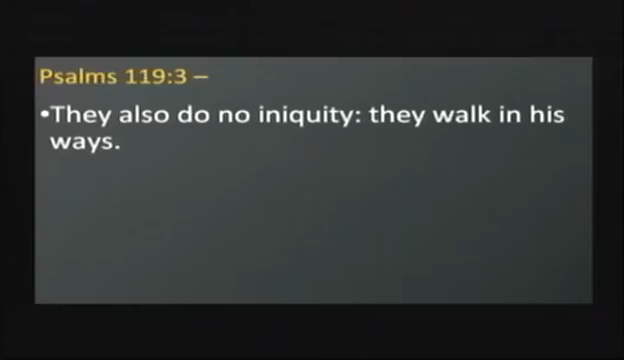 Psalms 119:3 –
•They also do no iniquity: they walk in his
ways.